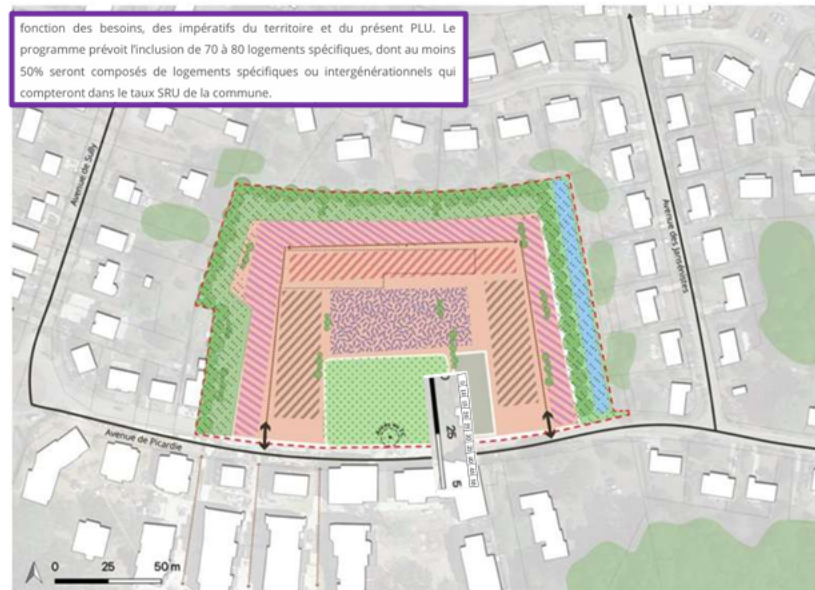 fonction des besoins, des impératifs du territoire et du présent PLU. Le
programme prévoit l'inclusion de 70 à 80 logements spécifiques, dont au moins
50% seront composés de logements spécifiques ou intergénérationnels qui
compteront dans le taux SRU de la commune.
Avenue de Sully
Avenue des Jansénistes
Avenue de Picardie
25
5
0 25 50 m